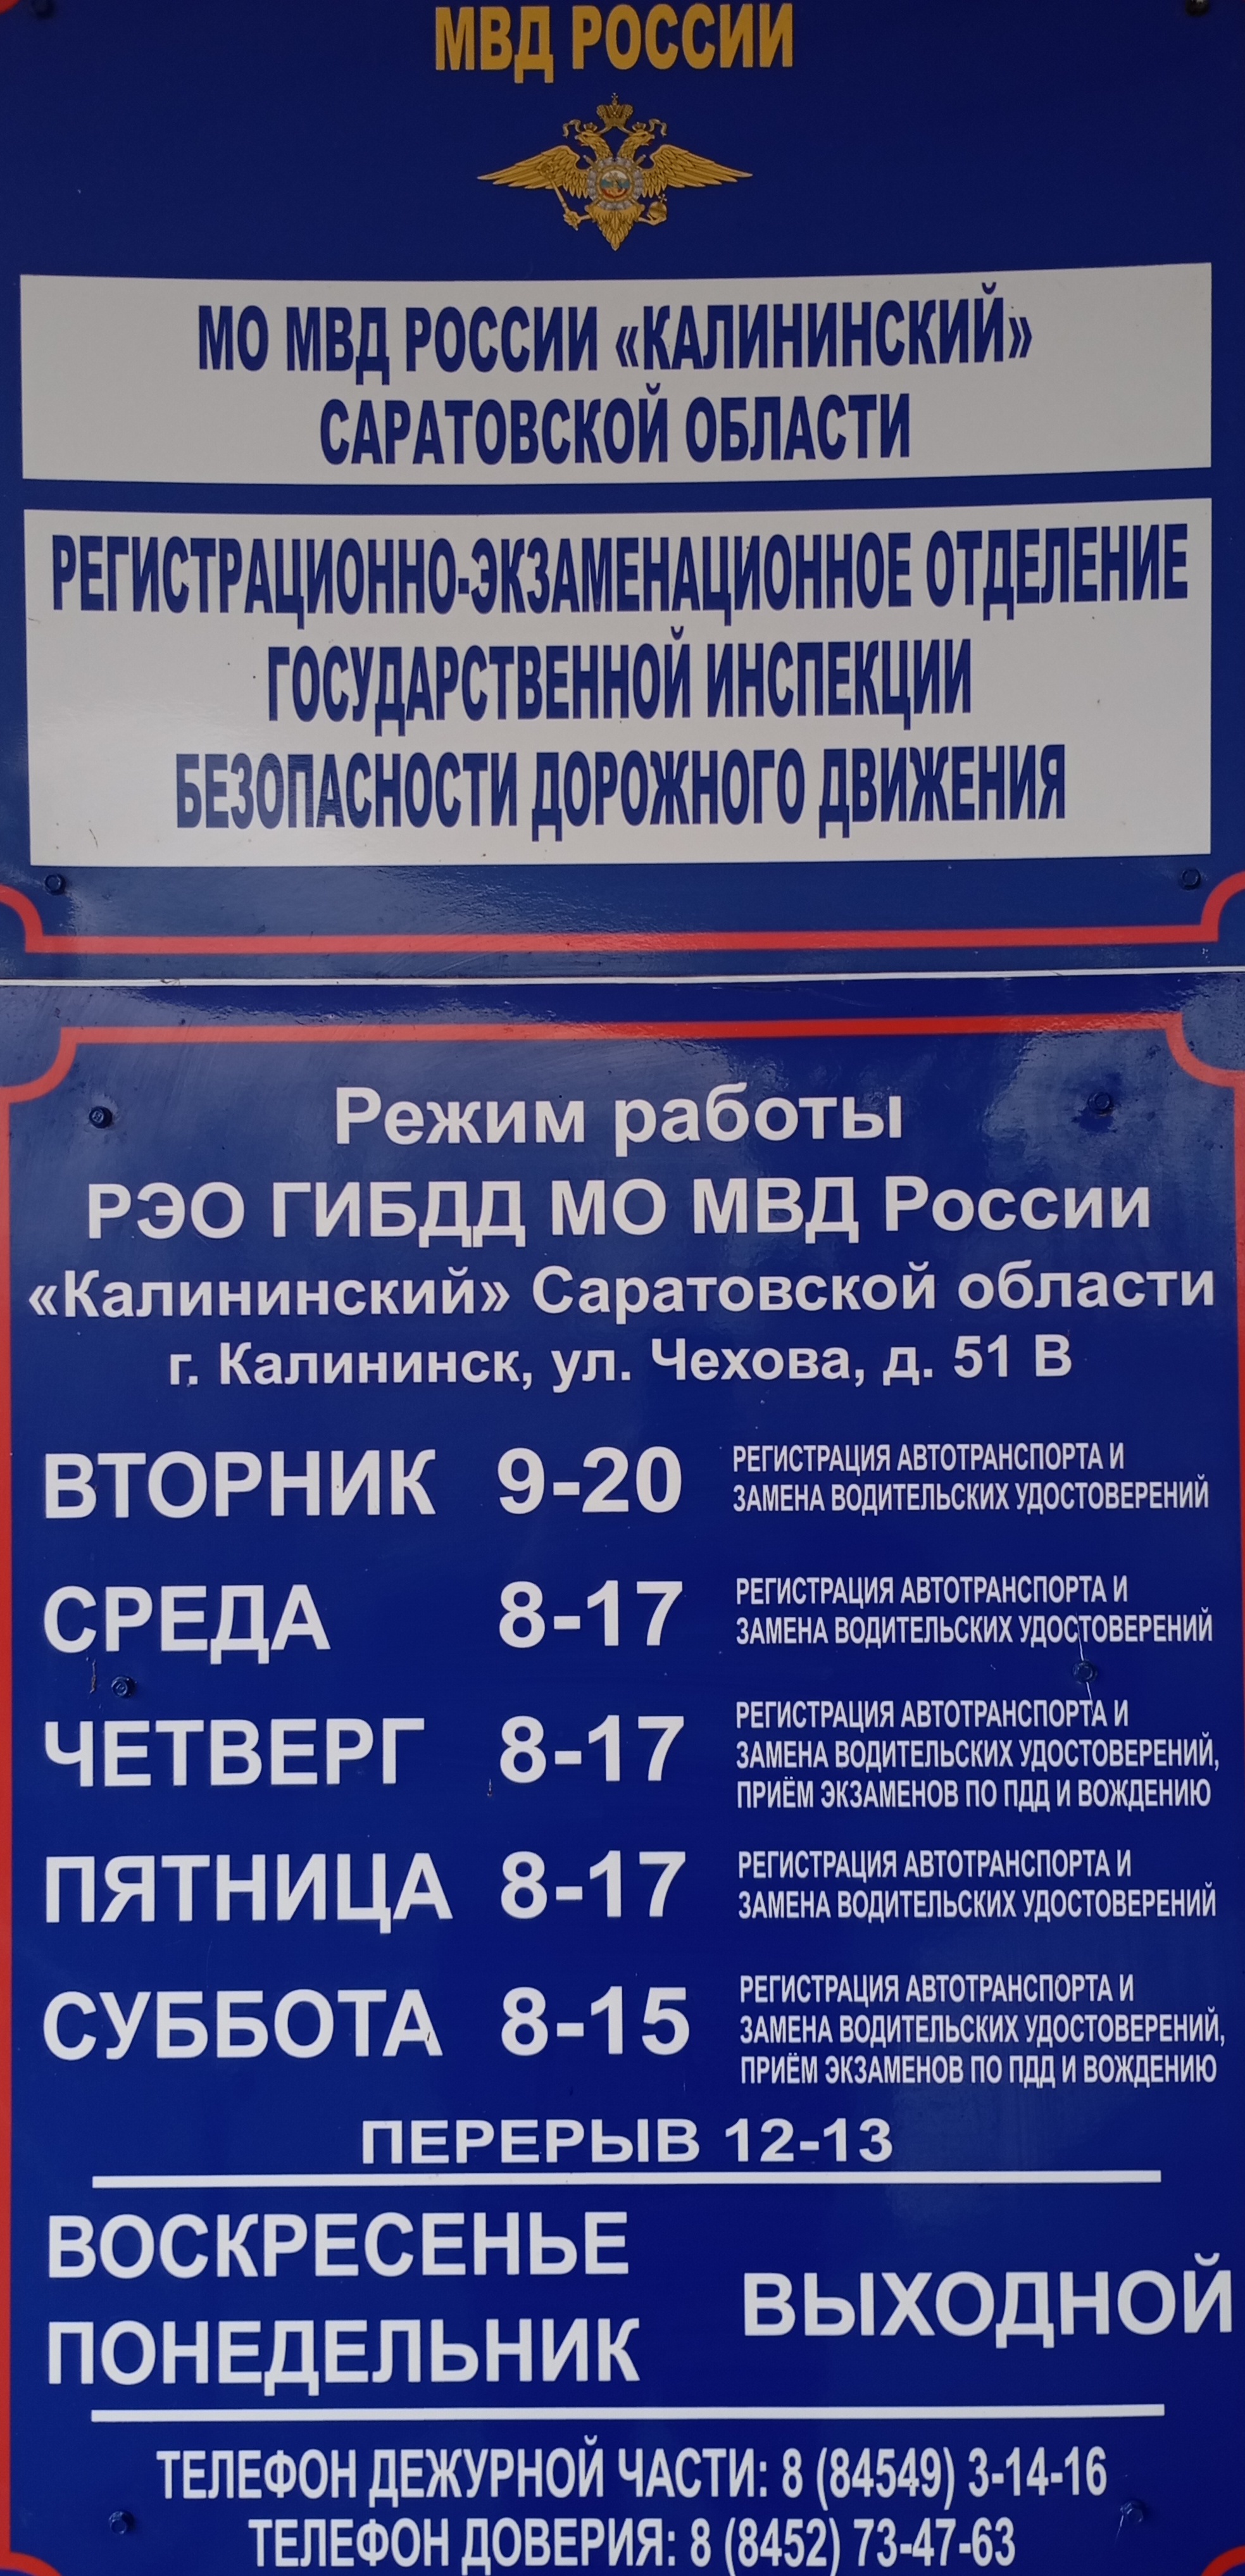 МВД РОССИИ
МО МВД РОССИИ «КАЛИНИНСКИЙ»
САРАТОВСКОЙ ОБЛАСТИ
РЕГИСТРАЦИОННО-ЭКЗАМЕНАЦИОННОЕ ОТДЕЛЕНИЕ
ГОСУДАРСТВЕННОЙ ИНСПЕКЦИИ
БЕЗОПАСНОСТИ ДОРОЖНОГО ДВИЖЕНИЯ
Режим работы
РЭО ГИБДД МО МВД России
«Калининский» Саратовской области
г. Калининск, ул. Чехова, д. 51 В
ВТОРНИК 9-20 РЕГИСТРАЦИЯ АВТОТРАНСПОРТА И
ЗАМЕНА ВОДИТЕЛЬСКИХ УДОСТОВЕРЕНИЙ
СРЕДА 8-17 РЕГИСТРАЦИЯ АВТОТРАНСПОРТА И
ЗАМЕНА ВОДИТЕЛЬСКИХ УДОСТОВЕРЕНИЙ
ЧЕТВЕРГ 8-17 РЕГИСТРАЦИЯ АВТОТРАНСПОРТА И
ЗАМЕНА ВОДИТЕЛЬСКИХ УДОСТОВЕРЕНИЙ,
ПРИЁМ ЭКЗАМЕНОВ ПО ПДД И ВОЖДЕНИЮ
ПЯТНИЦА 8-17 РЕГИСТРАЦИЯ АВТОТРАНСПОРТА И
ЗАМЕНА ВОДИТЕЛЬСКИХ УДОСТОВЕРЕНИЙ
СУББОТА 8-15 РЕГИСТРАЦИЯ АВТОТРАНСПОРТА И
ЗАМЕНА ВОДИТЕЛЬСКИХ УДОСТОВЕРЕНИЙ,
ПРИЁМ ЭКЗАМЕНОВ ПО ПДД И ВОЖДЕНИЮ
ПЕРЕРЫВ 12-13
ВОСКРЕСЕНЬЕ
ПОНЕДЕЛЬНИК
ВЫХОДНОЙ
ТЕЛЕФОН ДЕЖУРНОЙ ЧАСТИ: 8 (84549) 3-14-16
ТЕЛЕФОН ДОВЕРИЯ: 8 (8452) 73-47-63